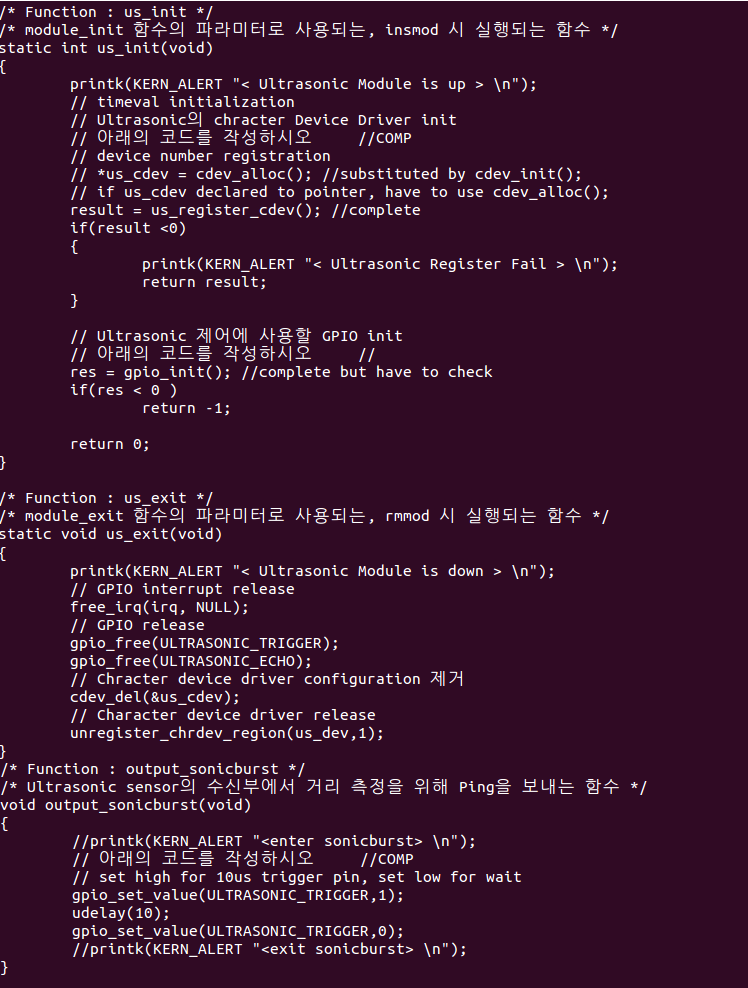 /* Function : us_init */
/* module_init 함수의 파라미터로 사용되는, insmod 시 실행되는 함수 */
static int us_init(void)
{
        printk(KERN_ALERT "< Ultrasonic Module is up > \n");
        // timeval initialization
        // Ultrasonic의 chracter Device Driver init
        // 아래의 코드를 작성하시오     //COMP
        // device number registration
        // *us_cdev = cdev_alloc(); //substituted by cdev_init();
        // if us_cdev declared to pointer, have to use cdev_alloc();
        result = us_register_cdev(); //complete
        if(result <0)
        {
                printk(KERN_ALERT "< Ultrasonic Register Fail > \n");
                return result;
        }

        // Ultrasonic 제어에 사용할 GPIO init
        // 아래의 코드를 작성하시오     //
        res = gpio_init(); //complete but have to check
        if(res < 0 )
                return -1;

        return 0;
}

/* Function : us_exit */
/* module_exit 함수의 파라미터로 사용되는, rmmod 시 실행되는 함수 */
static void us_exit(void)
{
        printk(KERN_ALERT "< Ultrasonic Module is down > \n");
        // GPIO interrupt release
        free_irq(irq, NULL);
        // GPIO release
        gpio_free(ULTRASONIC_TRIGGER);
        gpio_free(ULTRASONIC_ECHO);
        // Chracter device driver configuration 제거
        cdev_del(&us_cdev);
        // Character device driver release
        unregister_chrdev_region(us_dev,1);
}
/* Function : output_sonicburst */
/* Ultrasonic sensor의 수신부에서 거리 측정을 위해 Ping을 보내는 함수 */
void output_sonicburst(void)
{
        //printk(KERN_ALERT "<enter sonicburst> \n");
        // 아래의 코드를 작성하시오     //COMP
        // set high for 10us trigger pin, set low for wait
        gpio_set_value(ULTRASONIC_TRIGGER,1);
        udelay(10);
        gpio_set_value(ULTRASONIC_TRIGGER,0);
        //printk(KERN_ALERT "<exit sonicburst> \n");
}